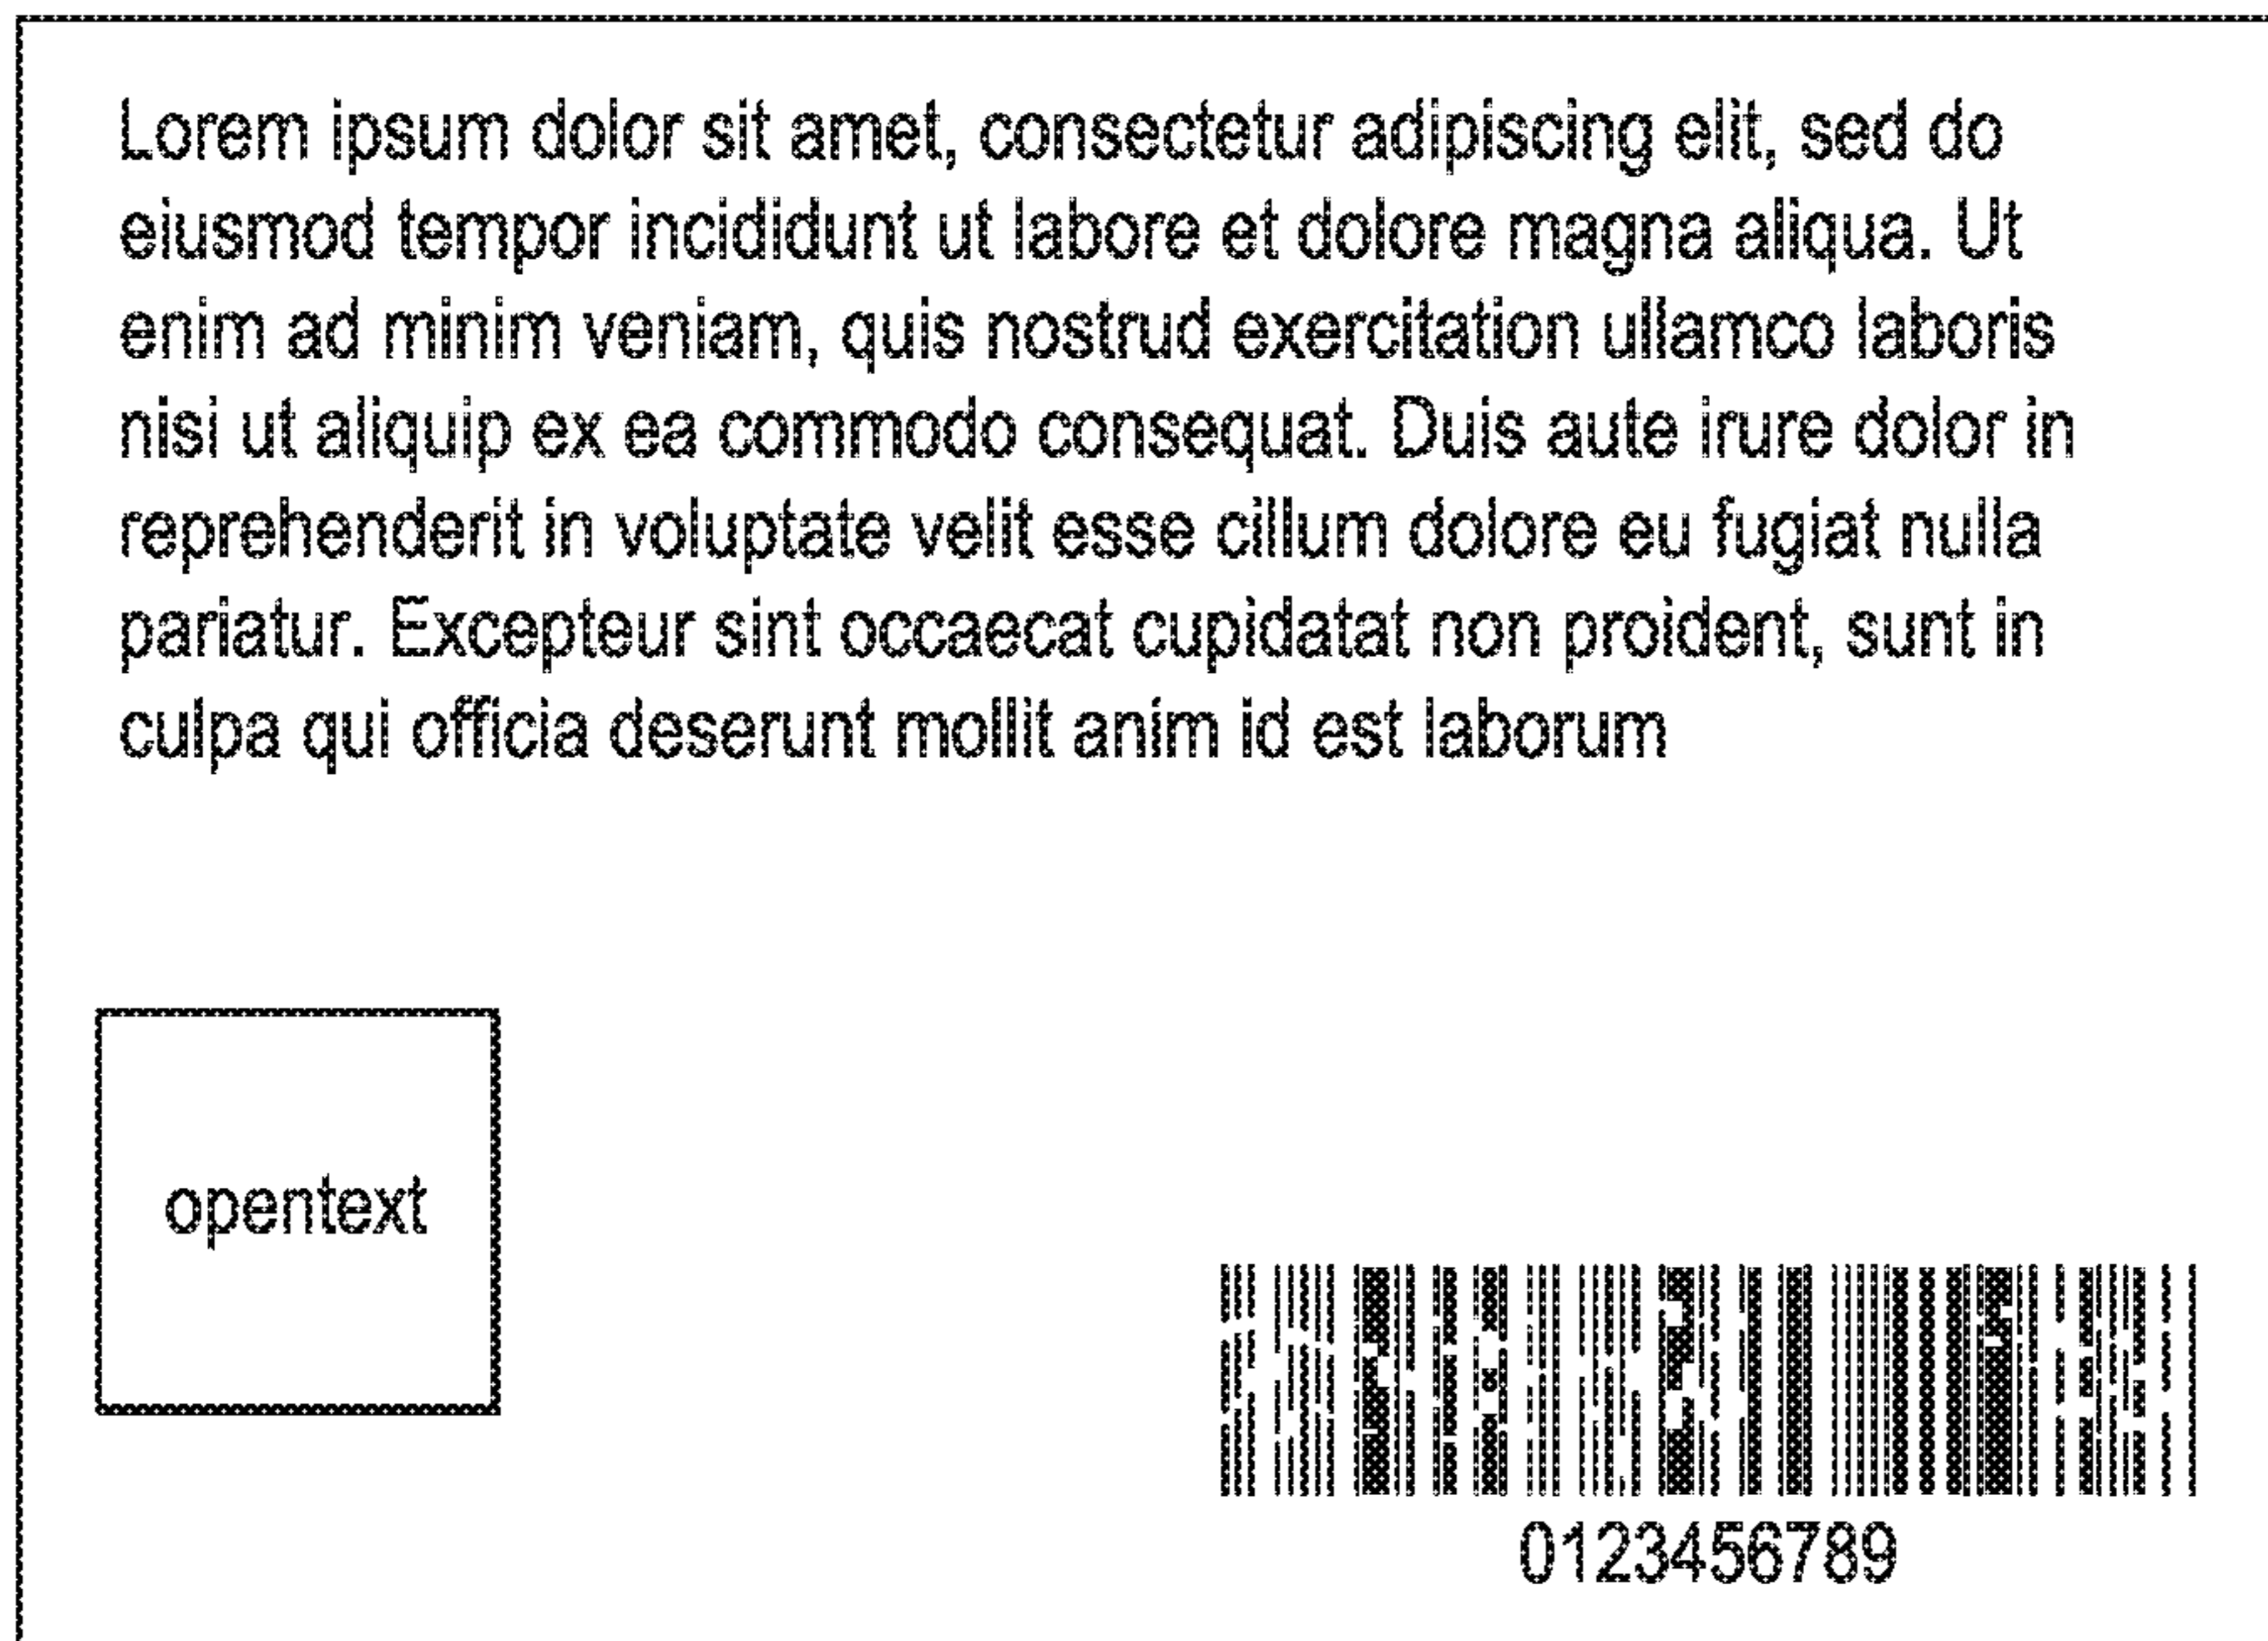 Lorem ipsum dolor sit amet, consectetur adipiscing elit, sed do
eiusmod tempor incididunt ut labore et dolore magna aliqua. Ut
enim ad minim veniam, quis nostrud exercitation ullamco laboris
nisi ut aliquip ex ea commodo consequat. Duis aute irure dolor in
reprehenderit in voluptate velit esse cillum dolore eu fugiat nulla
pariatur. Excepteur sint occaecat cupidatat non proident, sunt in
culpa qui officia deserunt mollit anim id est laborum
opentext
0123456789